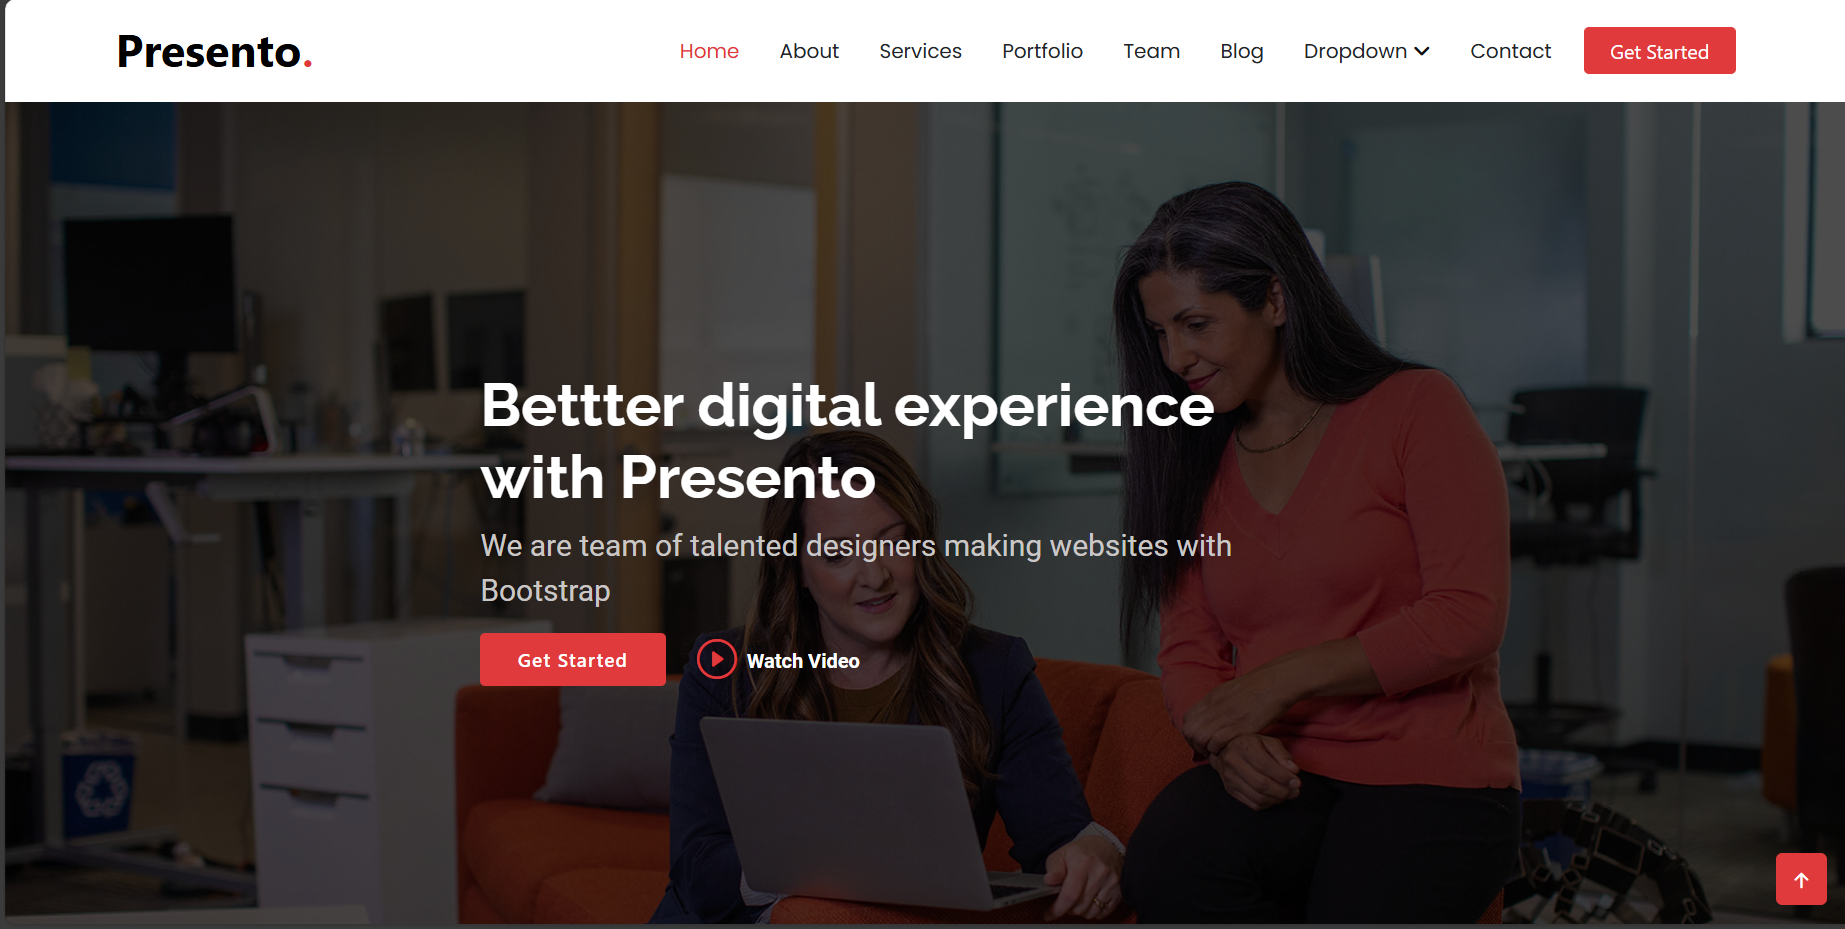 Presento.
Home About Services Portfolio Team Blog Dropdown Contact Get Started
Bettter digital experience
with Presento
We are team of talented designers making websites with
Bootstrap
Get Started Watch Video